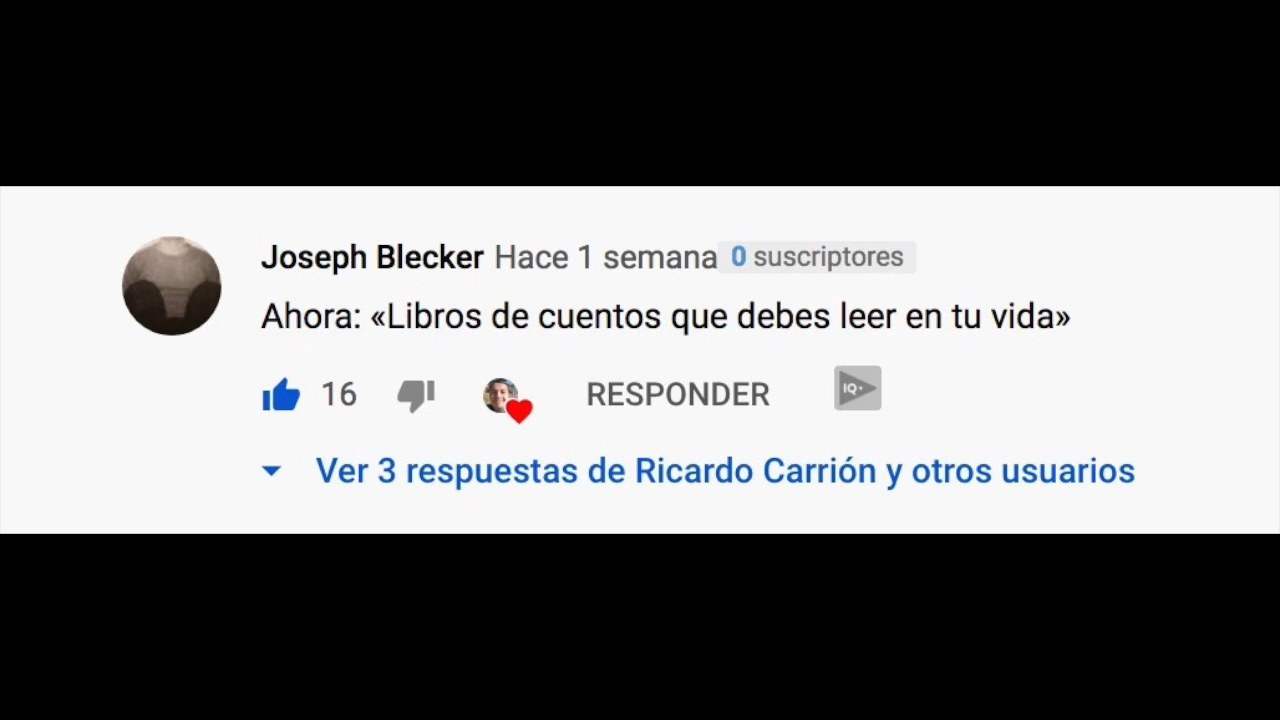 Joseph Blecker Hace 1 semana 0 suscriptores
Ahora: «Libros de cuentos que debes leer en tu vida»
16 RESPONDER IQ+
Ver 3 respuestas de Ricardo Carrión y otros usuarios